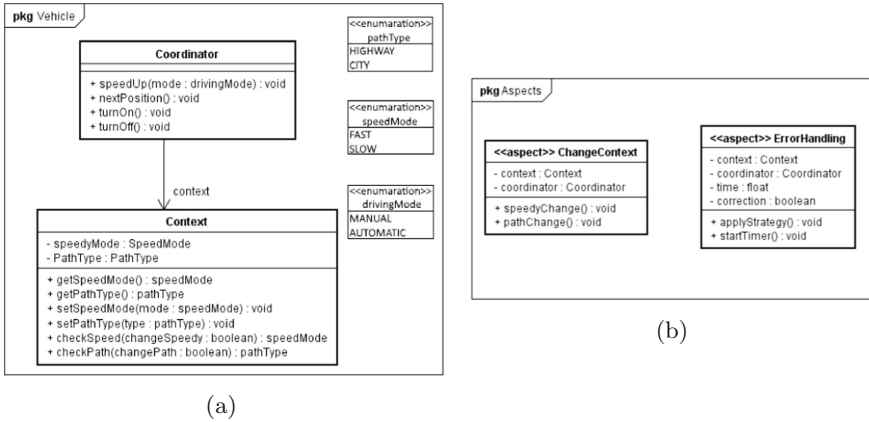 pkg Vehicle
Coordinator
+ speedUp(mode : drivingMode) : void
+ nextPosition() : void
+ turnOn() : void
+ turnOff() : void
context
Context
- speedyMode : SpeedMode
- PathType : PathType
+ getSpeedMode() : speedMode
+ getPathType() : pathType
+ setSpeedMode(mode : speedMode) : void
+ setPathType(type : pathType) : void
+ checkSpeed(changeSpeedy : boolean) : speedMode
+ checkPath(changePath : boolean) : pathType
<<enumaration>>
pathType
HIGHWAY
CITY
<<enumaration>>
speedMode
FAST
SLOW
<<enumaration>>
drivingMode
MANUAL
AUTOMATIC
(a)
pkg Aspects
<<aspect>> ChangeContext
- context : Context
- coordinator : Coordinator
+ speedyChange() : void
+ pathChange() : void
<<aspect>> ErrorHandling
- context : Context
- coordinator : Coordinator
- time : float
- correction : boolean
+ applyStrategy() : void
+ startTimer() : void
(b)